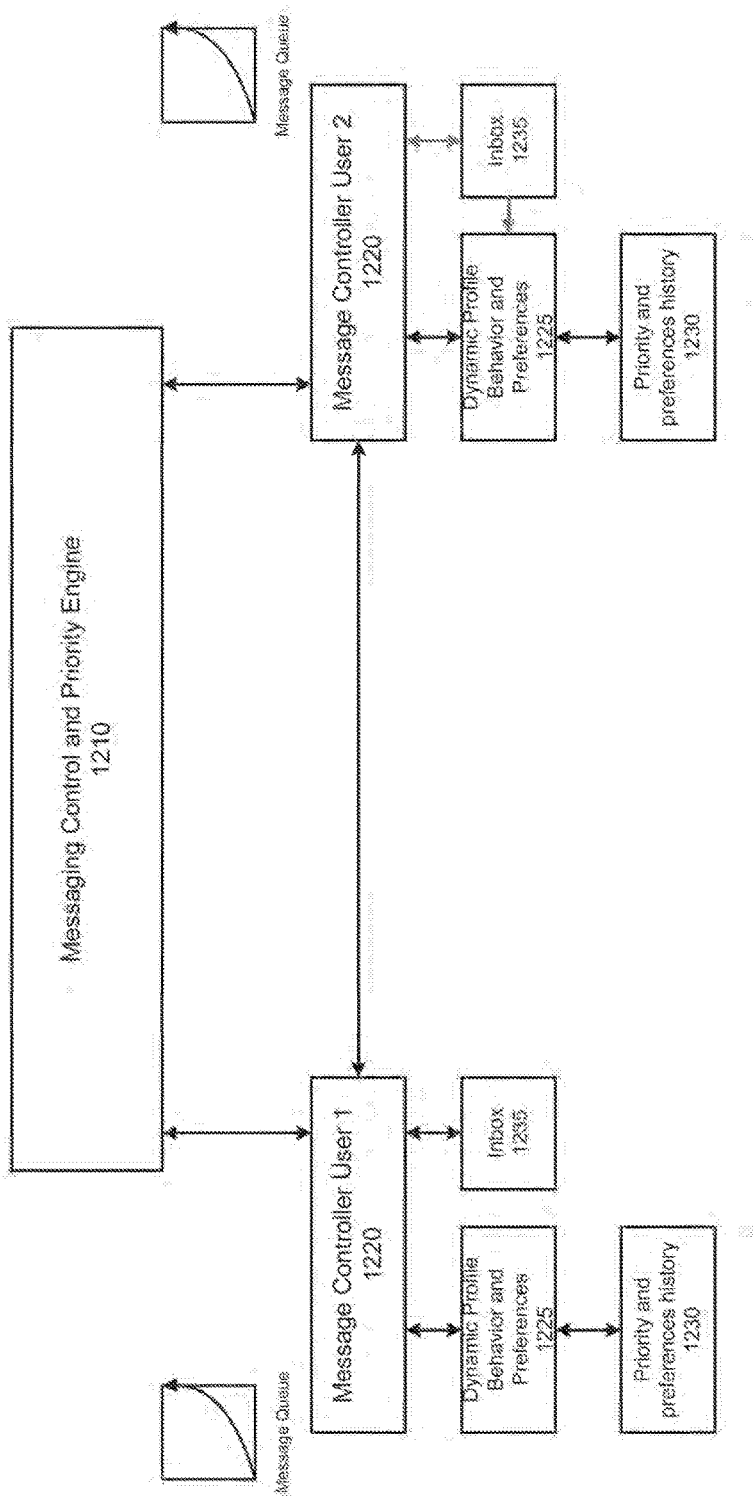 Messaging Control and Priority Engine
1210
Message Queue
Message Queue
Message Controller User 1
1220
Message Controller User 2
1220
Dynamic Profile
Behavior and
Preferences
1225
Inbox
1235
Dynamic Profile
Behavior and
Preferences
1225
Inbox
1235
Priority and
preferences history
1230
Priority and
preferences history
1230